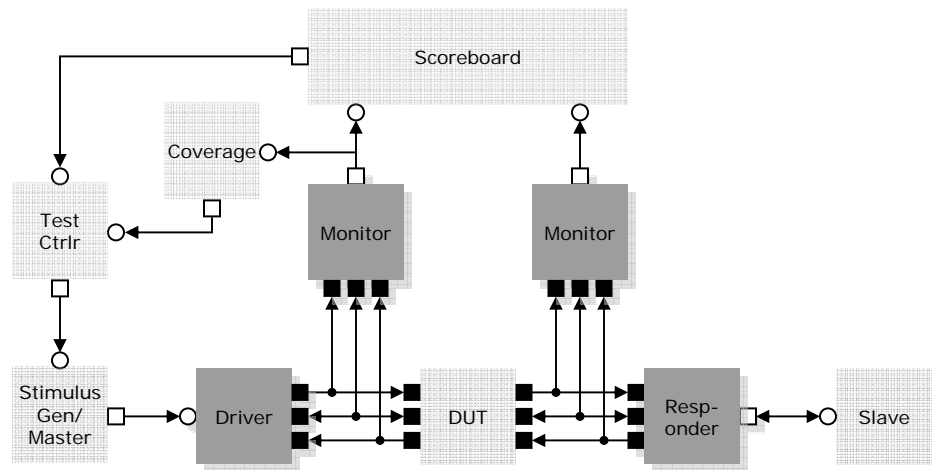 Scoreboard
Coverage
Test
Ctrlr
Monitor
Monitor
Stimulus
Gen/
Master
Driver
DUT
Resp-
onder
Slave